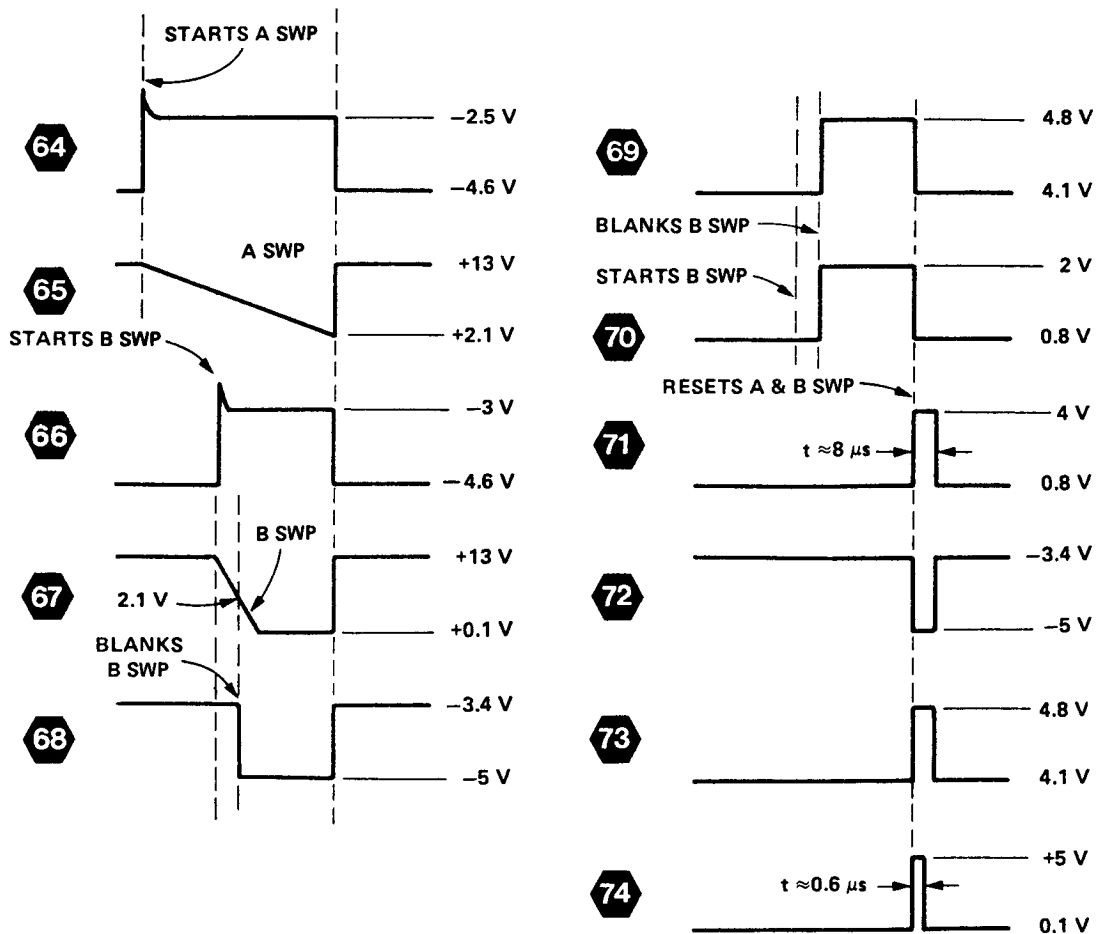 STARTS A SWP
64
−2.5 V
−4.6 V
A SWP
65
+13 V
+2.1 V
STARTS B SWP
66
−3 V
−4.6 V
B SWP
67
2.1 V
+13 V
+0.1 V
BLANKS
B SWP
68
−3.4 V
−5 V
69
4.8 V
4.1 V
BLANKS B SWP
STARTS B SWP
70
2 V
0.8 V
RESETS A & B SWP
71
t ≈8 μs
4 V
0.8 V
72
−3.4 V
−5 V
73
4.8 V
4.1 V
74
t ≈0.6 μs
+5 V
0.1 V